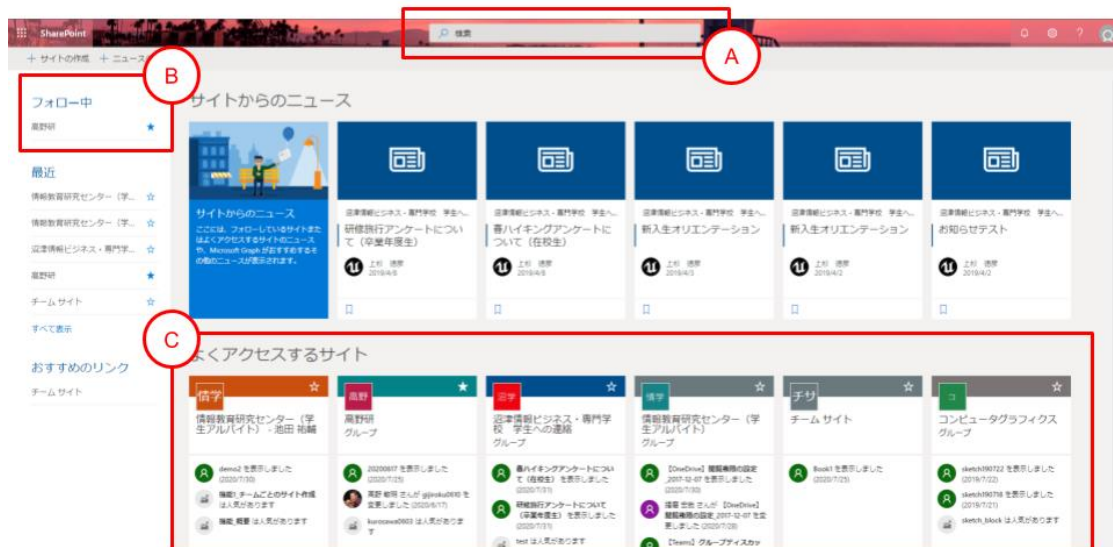 SharePoint
検索
A
+ サイトの作成 + ニュース
B
フォロー中
高野研
最近
情報教育研究センター (学...
情報教育研究センター (学...
沼津情報ビジネス・専門学...
高野研
チーム サイト
すべて表示
おすすめのリンク
チーム サイト
サイトからのニュース
サイトからのニュース
ここには、フォローしているサイトまた
はよくアクセスするサイトのニュース
や、Microsoft Graph がおすすめするそ
の他のニュースが表示されます。
沼津情報ビジネス・専門学校 学生へ...
研修旅行アンケートについ
て (卒業年度生)
2019/4/8
沼津情報ビジネス・専門学校 学生へ...
春ハイキングアンケートに
ついて (在校生)
2019/4/8
沼津情報ビジネス・専門学校 学生へ...
新入生オリエンテーション
2019/4/3
沼津情報ビジネス・専門学校 学生へ...
新入生オリエンテーション
2019/4/2
沼津情報ビジネス・専門学校 学生へ...
お知らせテスト
2019/4/2
C
よくアクセスするサイト
情学
情報教育研究センター (学
生アルバイト) - 池田 祐輔
demo2 を表示しました
(2020/7/30)
機能1_チームごとのサイト作成
は人気があります
機能_概要 は人気があります
高野
高野研
グループ
20200617 を表示しました
(2020/7/25)
高野 敏明 さんが gijiroku0610 を
変更しました (2020/6/17)
kurosawa0603 は人気がありま
す
沼学
沼津情報ビジネス・専門学
校 学生への連絡
グループ
春ハイキングアンケートについ
て (在校生) を表示しました
(2020/7/31)
研修旅行アンケートについて
(卒業年度生) を表示しました
(2020/7/31)
test は人気があります
情学
情報教育研究センター (学
生アルバイト)
グループ
【OneDrive】閲覧権限の設定
_2017-12-07 を表示しました
(2020/7/30)
さんが 【OneDrive】
閲覧権限の設定_2017-12-07 を変
更しました (2020/7/28)
【Teams】グループディスカッ
チサ
チーム サイト
Book1 を表示しました
(2020/7/25)
コ
コンピュータグラフィクス
グループ
sketch190722 を表示しました
(2019/7/22)
sketch190718 を表示しました
(2019/7/21)
sketch_block は人気があります